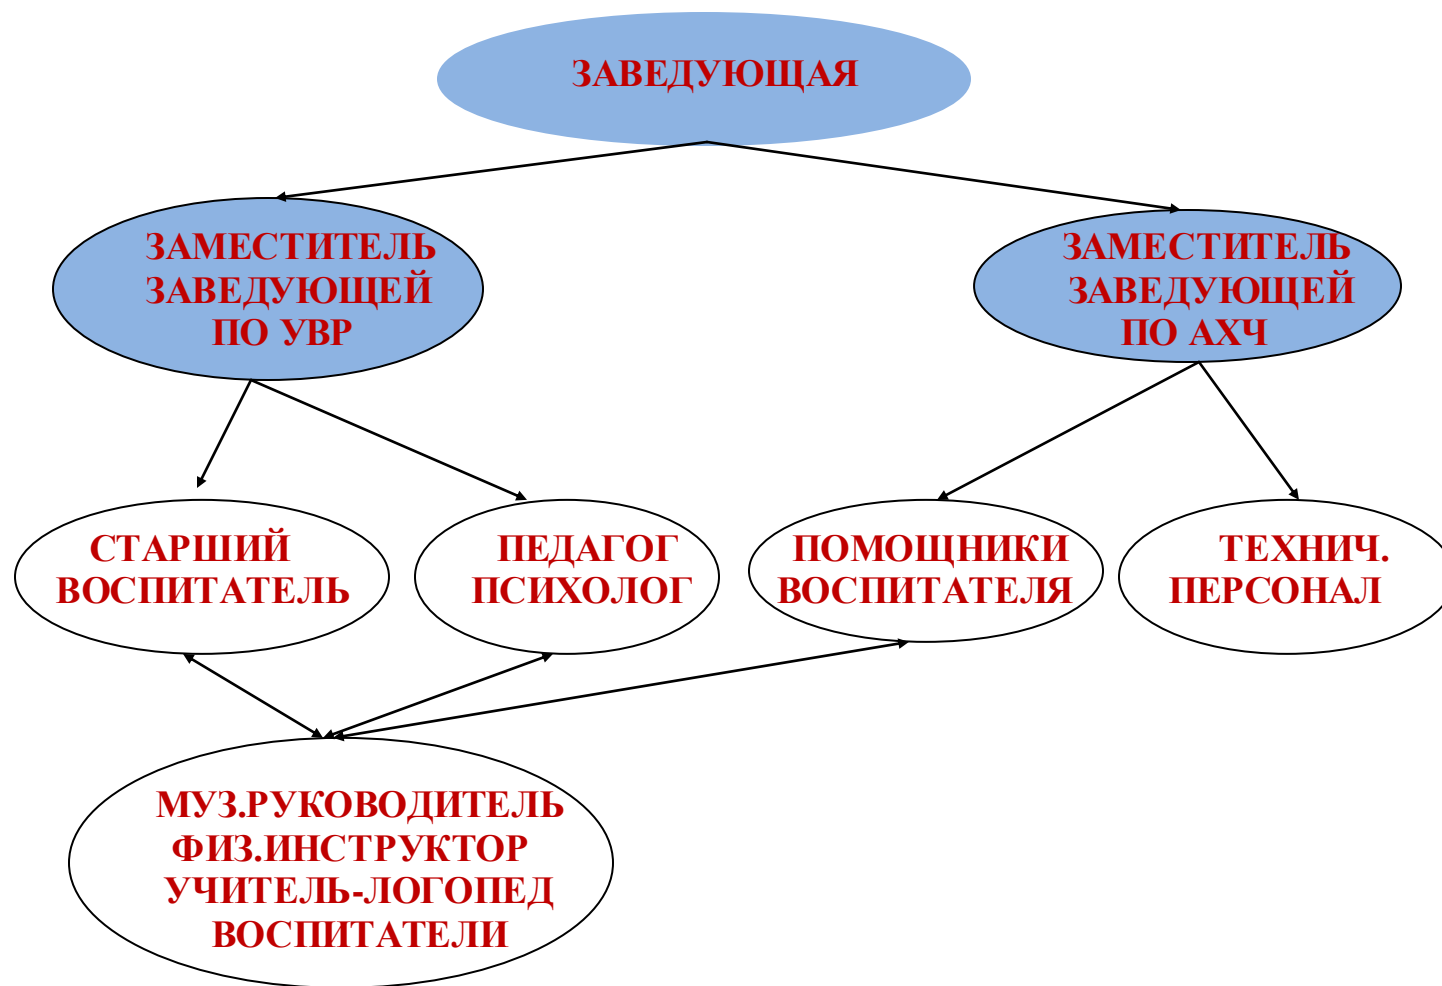 ЗАВЕДУЮЩАЯ
ЗАМЕСТИТЕЛЬ
ЗАВЕДУЮЩЕЙ
ПО УВР
ЗАМЕСТИТЕЛЬ
ЗАВЕДУЮЩЕЙ
ПО АХЧ
СТАРШИЙ
ВОСПИТАТЕЛЬ
ПЕДАГОГ
ПСИХОЛОГ
ПОМОЩНИКИ
ВОСПИТАТЕЛЯ
ТЕХНИЧ.
ПЕРСОНАЛ
МУЗ.РУКОВОДИТЕЛЬ
ФИЗ.ИНСТРУКТОР
УЧИТЕЛЬ-ЛОГОПЕД
ВОСПИТАТЕЛИ